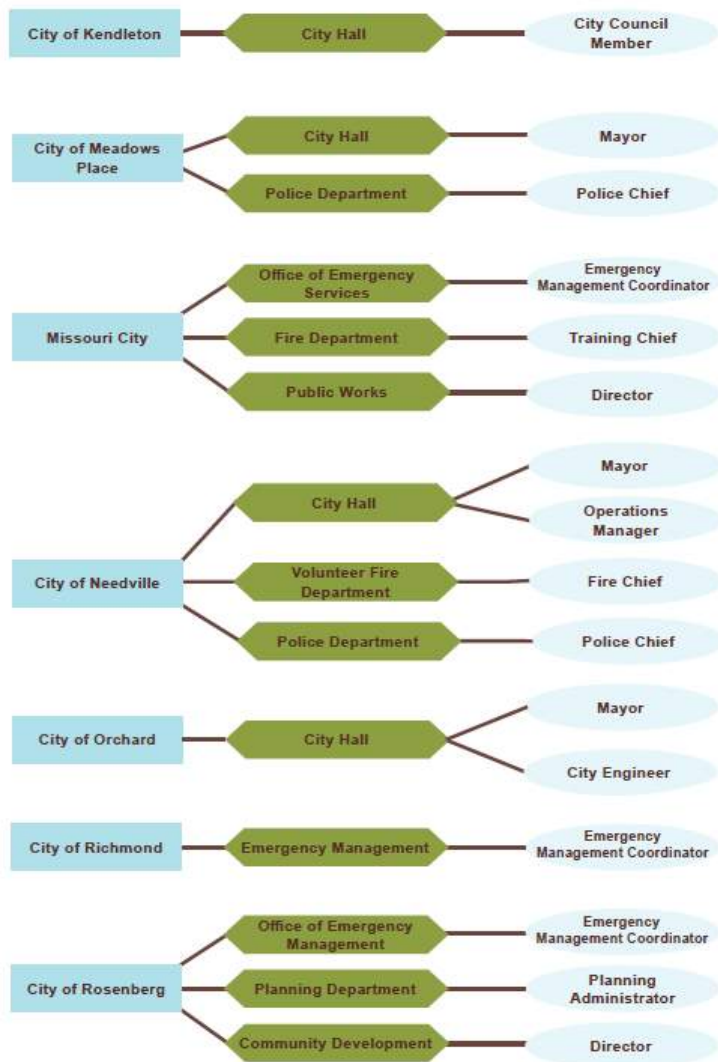 City of Kendleton
City Hall
City Council
Member
City of Meadows
Place
City Hall
Mayor
Police Department
Police Chief
Missouri City
Office of Emergency
Services
Emergency
Management Coordinator
Fire Department
Training Chief
Public Works
Director
City of Needville
City Hall
Mayor
Operations
Manager
Volunteer Fire
Department
Fire Chief
Police Department
Police Chief
City of Orchard
City Hall
Mayor
City Engineer
City of Richmond
Emergency Management
Emergency
Management Coordinator
City of Rosenberg
Office of Emergency
Management
Emergency
Management Coordinator
Planning Department
Planning
Administrator
Community Development
Director